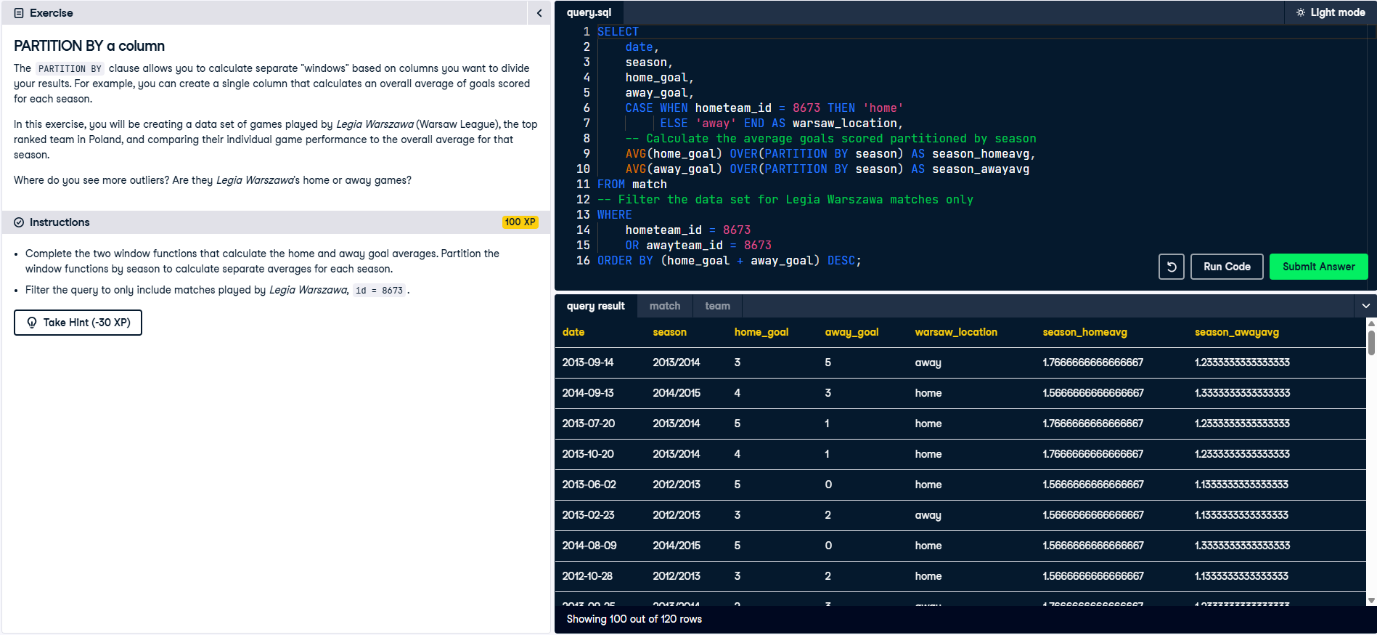 Exercise
PARTITION BY a column
The PARTITION BY clause allows you to calculate separate "windows" based on columns you want to divide
your results. For example, you can create a single column that calculates an overall average of goals scored
for each season.
In this exercise, you will be creating a data set of games played by Legia Warszawa (Warsaw League), the top
ranked team in Poland, and comparing their individual game performance to the overall average for that
season.
Where do you see more outliers? Are they Legia Warszawa's home or away games?
Instructions
100 XP
• Complete the two window functions that calculate the home and away goal averages. Partition the
window functions by season to calculate separate averages for each season.
• Filter the query to only include matches played by Legia Warszawa, id = 8673 .
Take Hint (-30 XP)
query.sql
Light mode
1 SELECT
2 date,
3 season,
4 home_goal,
5 away_goal,
6 CASE WHEN hometeam_id = 8673 THEN 'home'
7 ELSE 'away' END AS warsaw_location,
8 -- Calculate the average goals scored partitioned by season
9 AVG(home_goal) OVER(PARTITION BY season) AS season_homeavg,
10 AVG(away_goal) OVER(PARTITION BY season) AS season_awayavg
11 FROM match
12 -- Filter the data set for Legia Warszawa matches only
13 WHERE
14 hometeam_id = 8673
15 OR awayteam_id = 8673
16 ORDER BY (home_goal + away_goal) DESC;
Run Code
Submit Answer
query result match team
date season home_goal away_goal warsaw_location season_homeavg season_awayavg
2013-09-14 2013/2014 3 5 away 1.7666666666666667 1.2333333333333333
2014-09-13 2014/2015 4 3 home 1.5666666666666667 1.3333333333333333
2013-07-20 2013/2014 5 1 home 1.7666666666666667 1.2333333333333333
2013-10-20 2013/2014 4 1 home 1.7666666666666667 1.2333333333333333
2013-06-02 2012/2013 5 0 home 1.5666666666666667 1.1333333333333333
2013-02-23 2012/2013 3 2 away 1.5666666666666667 1.1333333333333333
2014-08-09 2014/2015 5 0 home 1.5666666666666667 1.3333333333333333
2012-10-28 2012/2013 3 2 home 1.5666666666666667 1.1333333333333333
Showing 100 out of 120 rows